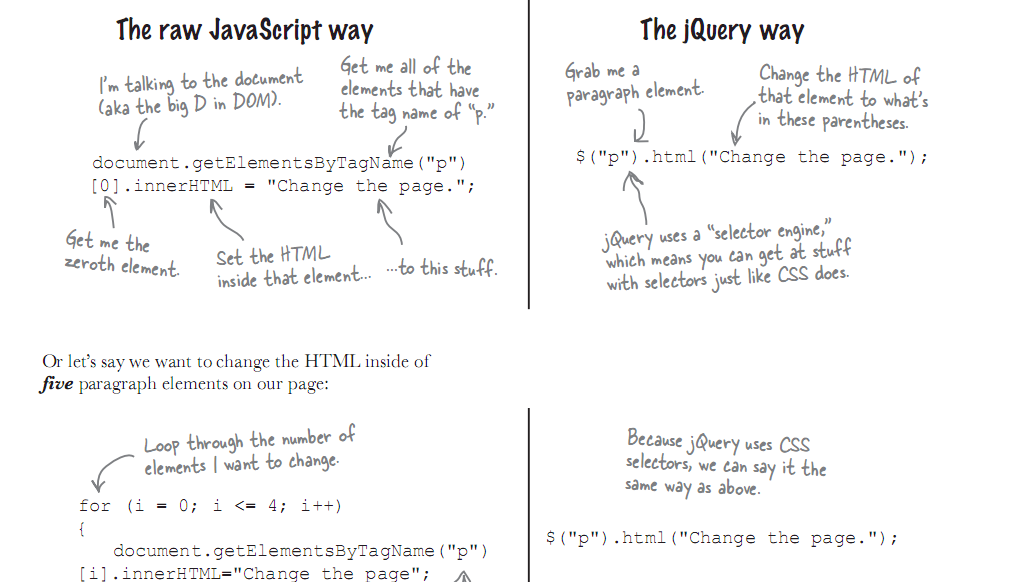 The raw JavaScript way
I'm talking to the document
(aka the big D in DOM).
Get me all of the
elements that have
the tag name of "p."
document.getElementsByTagName("p")
[0].innerHTML = "Change the page.";
Get me the
zeroth element.
Set the HTML
inside that element...
...to this stuff.
The jQuery way
Grab me a
paragraph element.
Change the HTML of
that element to what's
in these parentheses.
$("p").html("Change the page.");
jQuery uses a "selector engine,"
which means you can get at stuff
with selectors just like CSS does.
Or let's say we want to change the HTML inside of
five paragraph elements on our page:
Loop through the number of
elements I want to change.
for (i = 0; i <= 4; i++)
{
document.getElementsByTagName("p")
[i].innerHTML="Change the page";
Because jQuery uses CSS
selectors, we can say it the
same way as above.
$("p").html("Change the page.");